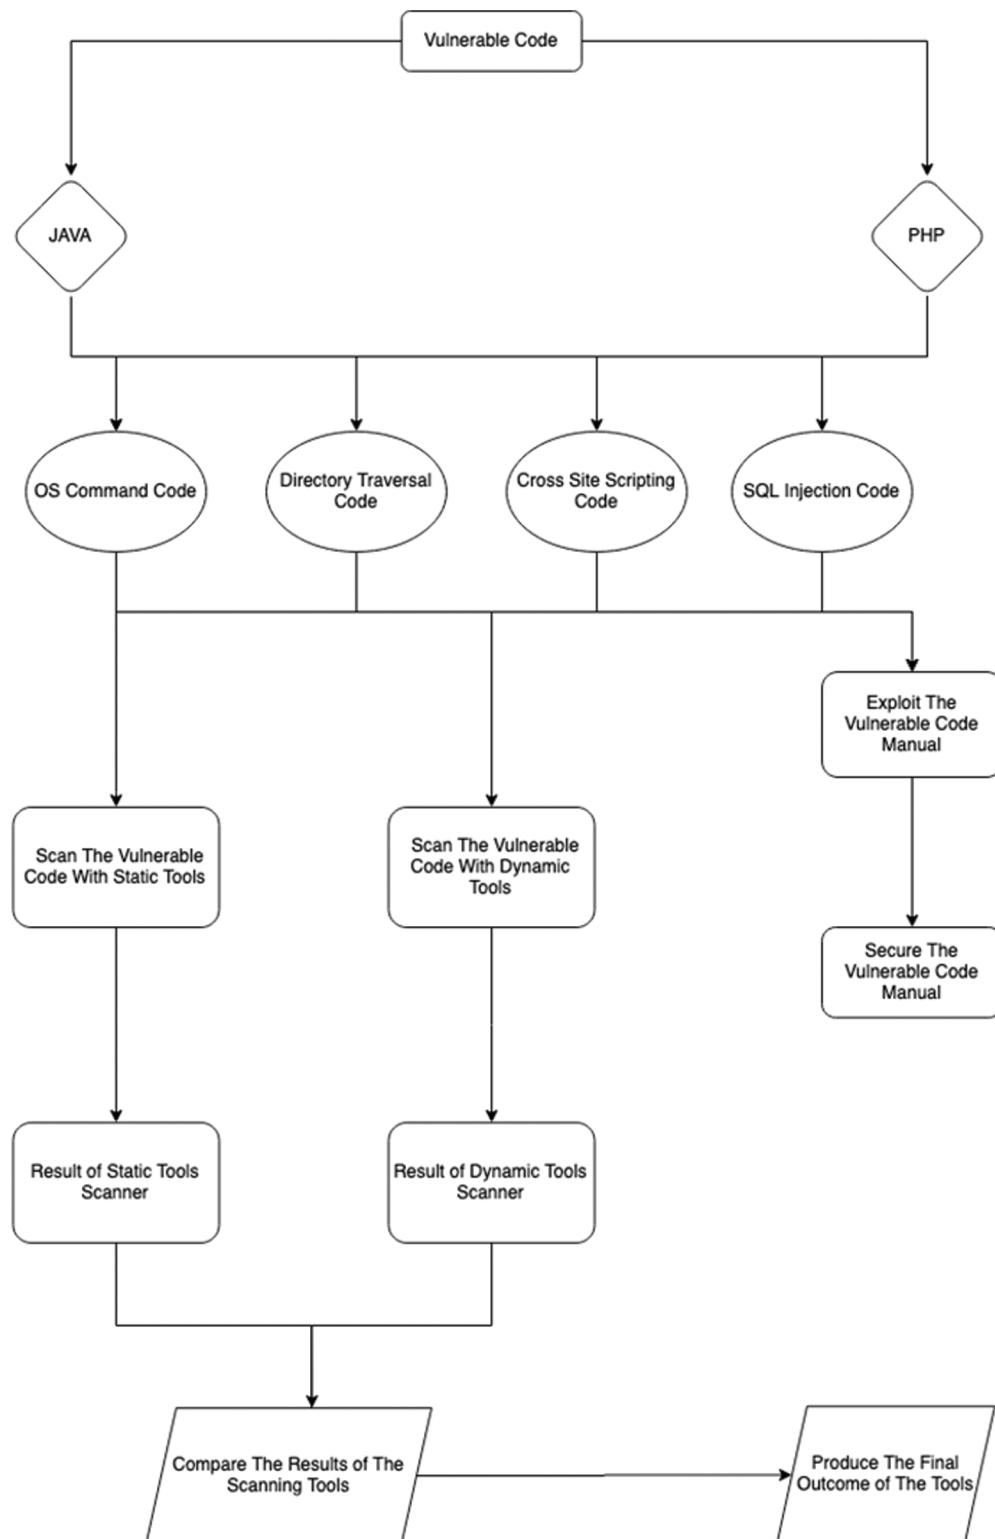 Vulnerable Code
JAVA
PHP
OS Command Code
Directory Traversal
Code
Cross Site Scripting
Code
SQL Injection Code
Exploit The
Vulnerable Code
Manual
Scan The Vulnerable
Code With Static Tools
Scan The Vulnerable
Code With Dynamic
Tools
Secure The
Vulnerable Code
Manual
Result of Static Tools
Scanner
Result of Dynamic Tools
Scanner
Compare The Results of The
Scanning Tools
Produce The Final
Outcome of The Tools